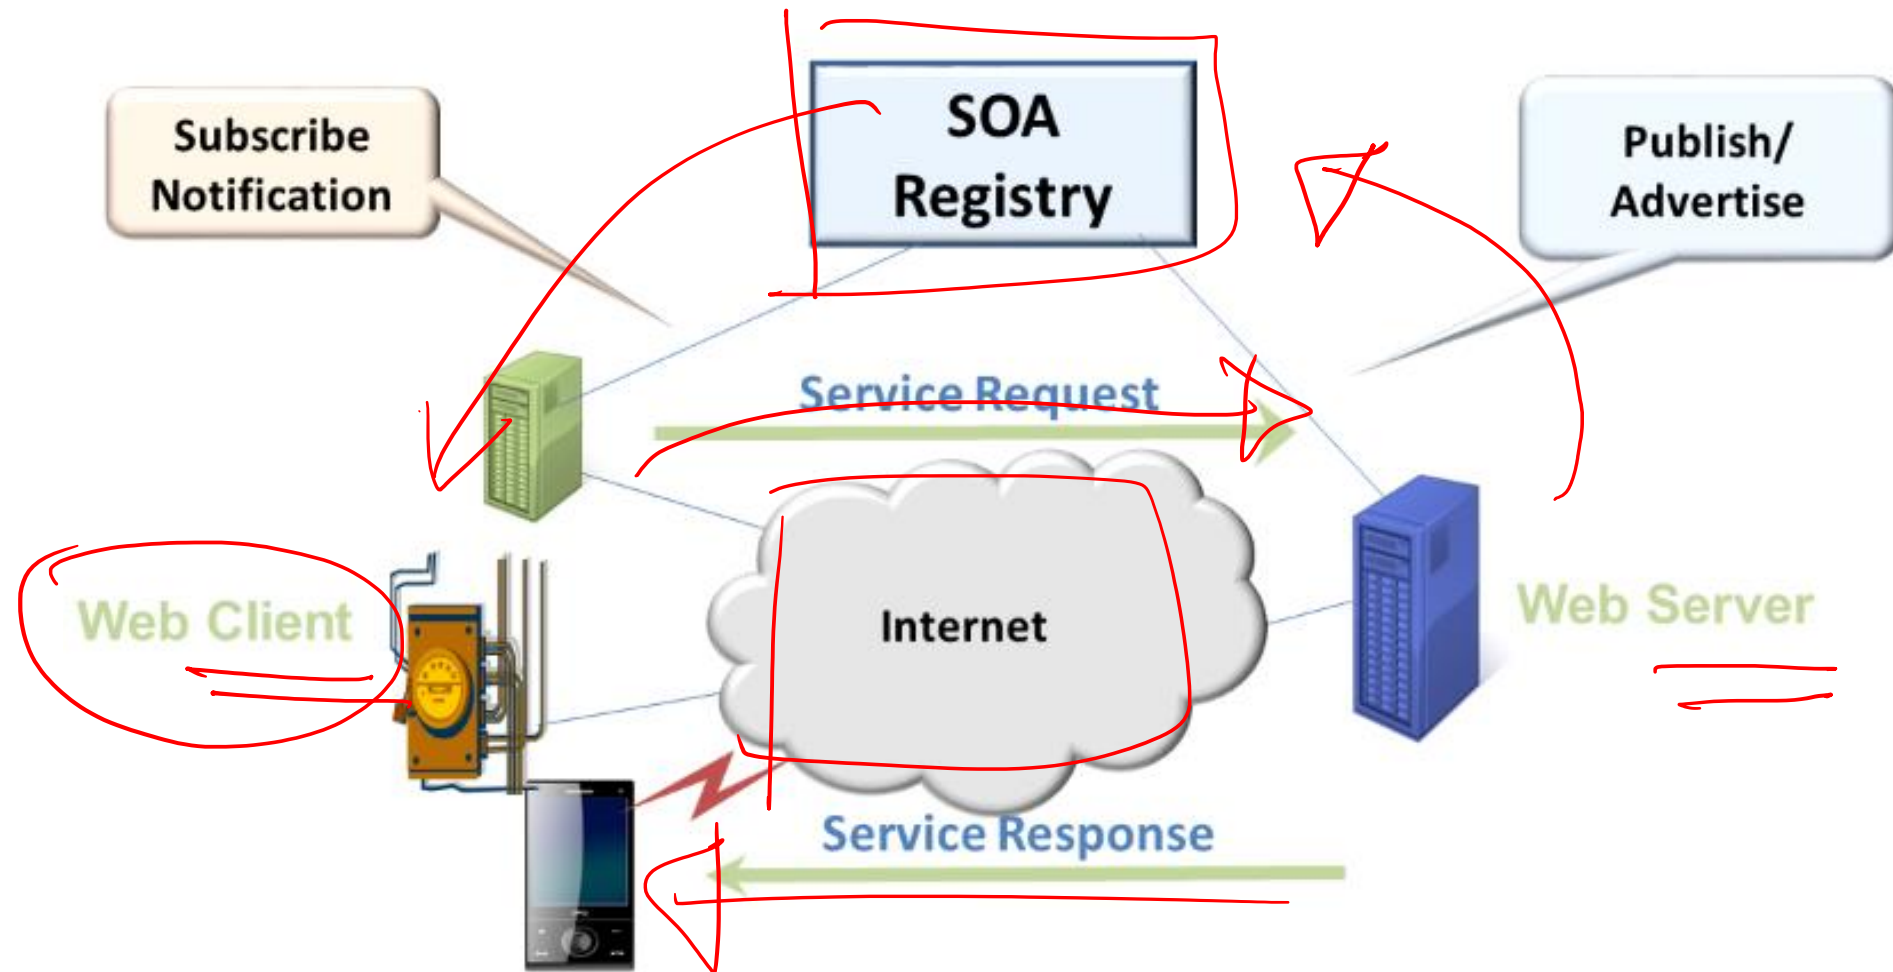 SOA
Registry
Subscribe
Notification
Publish/
Advertise
Service Request
Web Client
Internet
Web Server
Service Response